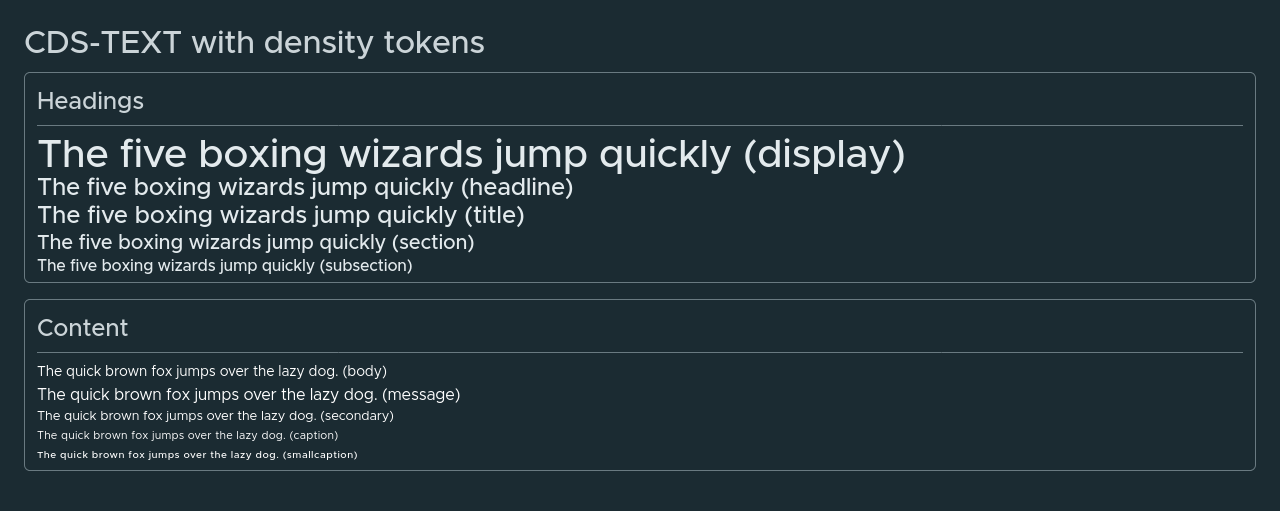 CDS-TEXT with density tokens
Headings
The five boxing wizards jump quickly (display)
The five boxing wizards jump quickly (headline)
The five boxing wizards jump quickly (title)
The five boxing wizards jump quickly (section)
The five boxing wizards jump quickly (subsection)
Content
The quick brown fox jumps over the lazy dog. (body)
The quick brown fox jumps over the lazy dog. (message)
The quick brown fox jumps over the lazy dog. (secondary)
The quick brown fox jumps over the lazy dog. (caption)
The quick brown fox jumps over the lazy dog. (smallcaption)